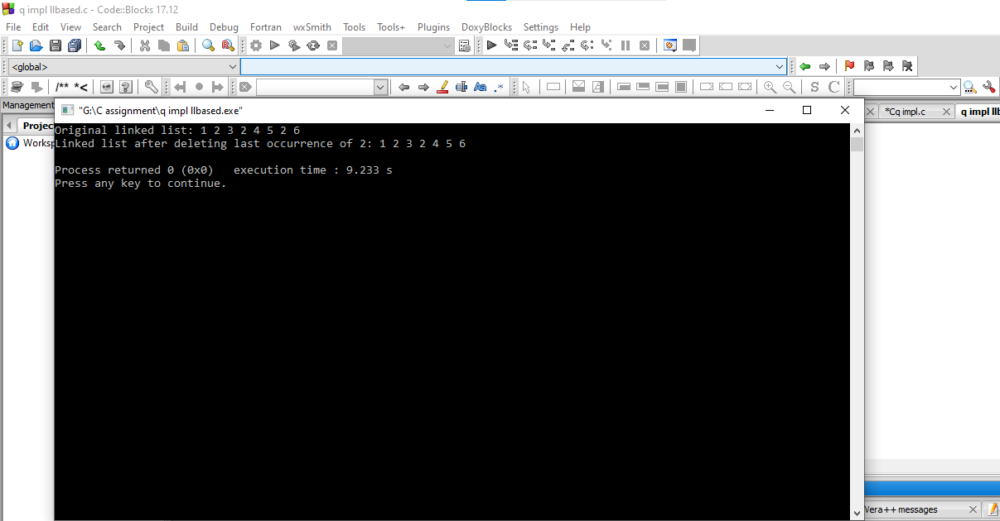 q impl llbased.c - Code::Blocks 17.12
File Edit View Search Project Build Debug Fortran wxSmith Tools Tools+ Plugins DoxyBlocks Settings Help
<global>
/** *<
S C
Management
"G:\C assignment\q impl llbased.exe"
*Cq impl.c
q impl
Original linked list: 1 2 3 2 4 5 2 6
Linked list after deleting last occurrence of 2: 1 2 3 2 4 5 6
Process returned 0 (0x0) execution time : 9.233 s
Press any key to continue.
Vera++ messages